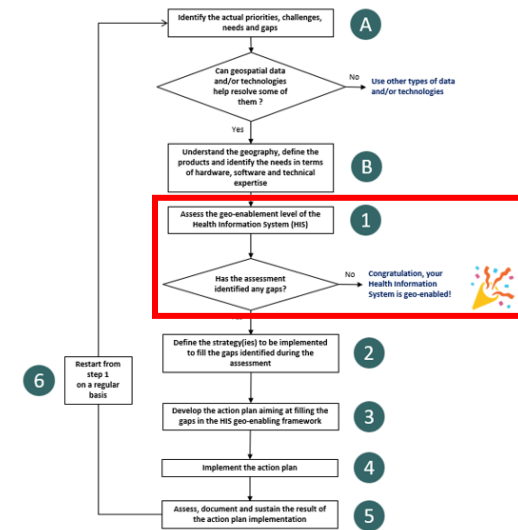 Identify the actual priorities, challenges,
needs and gaps
A
Can geospatial data
and/or technologies
help resolve some of
them ?
No
Use other types of data
and/or technologies
Yes
Understand the geography, define the
products and identify the needs in terms
of hardware, software and technical
expertise
B
Assess the geo-enablement level of the
Health Information System (HIS)
1
Has the assessment
identified any gaps?
No
Congratulation, your
Health Information
System is geo-enabled!
Define the strategy(ies) to be implemented
to fill the gaps identified during the
assessment
2
6
Restart from
step 1
on a regular
basis
Develop the action plan aiming at filling the
gaps in the HIS geo-enabling framework
3
Implement the action plan
4
Assess, document and sustain the result of
the action plan implementation
5